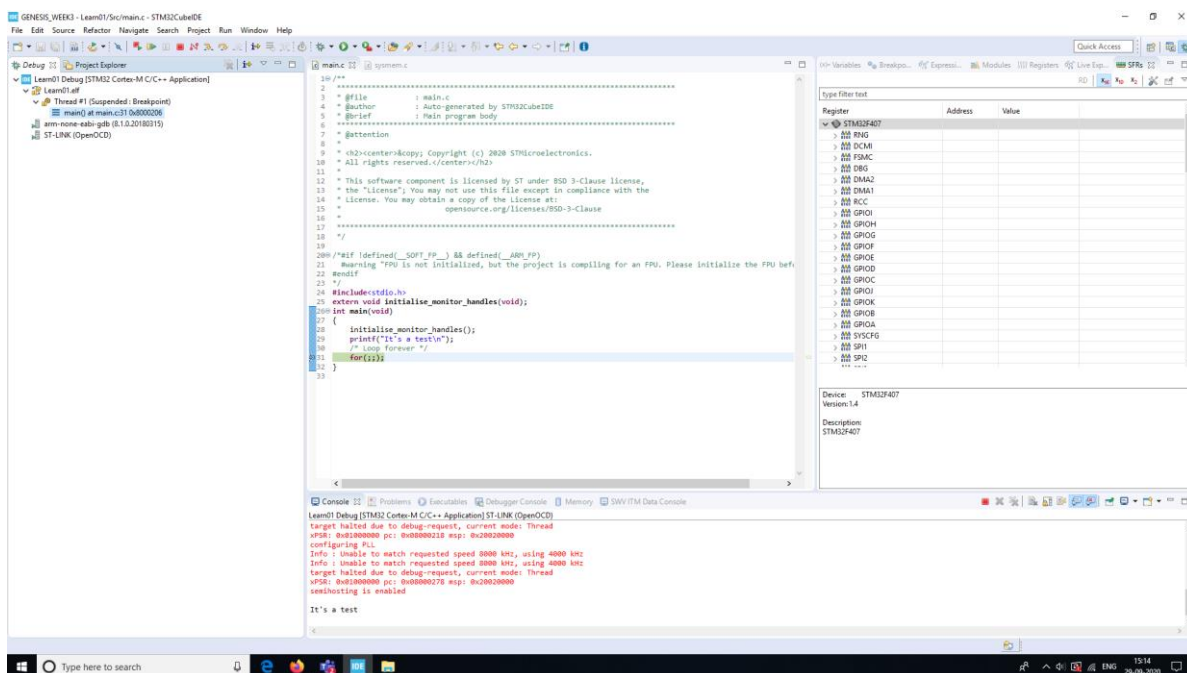 GENESIS_WEEK3 - Learn01/Src/main.c - STM32CubeIDE
File Edit Source Refactor Navigate Search Project Run Window Help
Quick Access
Debug Project Explorer
Learn01 Debug [STM32 Cortex-M C/C++ Application]
Learn01.elf
Thread #1 (Suspended : Breakpoint)
main() at main.c:31 0x8000206
arm-none-eabi-gdb (8.1.0.20180315)
ST-LINK (OpenOCD)
main.c sysmem.c
1 /**
2 ******************************************************************************
3 * @file : main.c
4 * @author : Auto-generated by STM32CubeIDE
5 * @brief : Main program body
6 ******************************************************************************
7 * @attention
8 *
9 * <h2><center>&copy; Copyright (c) 2020 STMicroelectronics.
10 * All rights reserved.</center></h2>
11 *
12 * This software component is licensed by ST under BSD 3-Clause license,
13 * the "License"; You may not use this file except in compliance with the
14 * License. You may obtain a copy of the License at:
15 * opensource.org/licenses/BSD-3-Clause
16 *
17 ******************************************************************************
18 */
19
20 /*#if !defined(__SOFT_FP__) && defined(__ARM_FP)
21 #warning "FPU is not initialized, but the project is compiling for an FPU. Please initialize the FPU bef
22 #endif
23 */
24 #include<stdio.h>
25 extern void initialise_monitor_handles(void);
26 int main(void)
27 {
28 initialise_monitor_handles();
29 printf("It's a test\n");
30 /* Loop forever */
31 for(;;);
32 }
33
Variables Breakpo... Expressi... Modules Registers Live Exp... SFRs
RD X16 X10 X2
type filter text
Register Address Value
STM32F407
RNG
DCMI
FSMC
DBG
DMA2
DMA1
RCC
GPIOI
GPIOH
GPIOG
GPIOF
GPIOE
GPIOD
GPIOC
GPIOJ
GPIOK
GPIOB
GPIOA
SYSCFG
SPI1
SPI2
Device: STM32F407
Version: 1.4
Description:
STM32F407
Console Problems Executables Debugger Console Memory SWV ITM Data Console
Learn01 Debug [STM32 Cortex-M C/C++ Application] ST-LINK (OpenOCD)
target halted due to debug-request, current mode: Thread
xPSR: 0x01000000 pc: 0x08000218 msp: 0x20020000
configuring PLL
Info : Unable to match requested speed 8000 kHz, using 4000 kHz
Info : Unable to match requested speed 8000 kHz, using 4000 kHz
target halted due to debug-request, current mode: Thread
xPSR: 0x01000000 pc: 0x08000278 msp: 0x20020000
semihosting is enabled
It's a test
Type here to search
IDE
ENG
15:14
29-09-2020